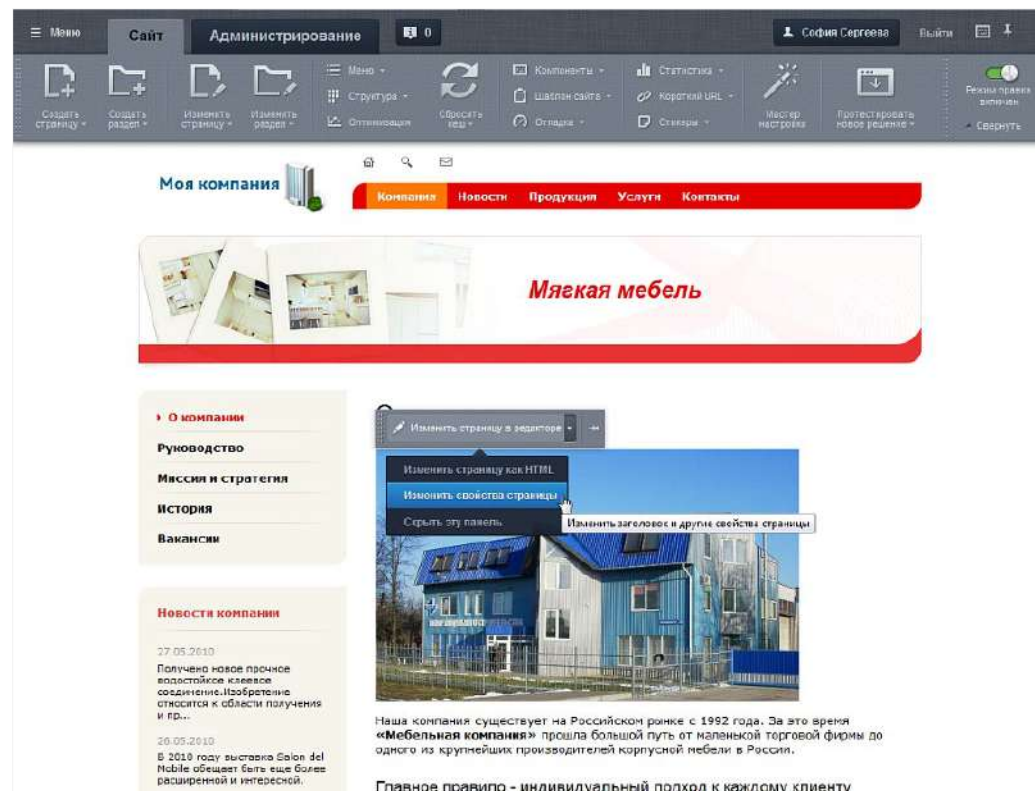 Меню
Сайт
Администрирование
0
София Сергеева
Выйти
Создать
страницу
Создать
раздел
Изменить
страницу
Изменить
раздел
Меню
Структура
Оптимизация
Сбросить
кеш
Компоненты
Шаблон сайта
Отладка
Статистика
Короткий URL
Стикеры
Мастер
настройки
Протестировать
новое решение
Режим правки
включен
Свернуть
Моя компания
Компания Новости Продукция Услуги Контакты
Мягкая мебель
О компании
Руководство
Миссия и стратегия
История
Вакансии
Изменить страницу в редакторе
Изменить страницу как HTML
Изменить свойства страницы
Скрыть эту панель
Изменить заголовок и другие свойства страницы
Новости компании
27.05.2010
Получено новое прочное
водостойкое клеевое
соединение.Изобретение
относится к области получения
и пр...
26.05.2010
В 2010 году выставка Salon del
Mobile обещает быть еще более
расширенной и интересной.
Наша компания существует на Российском рынке с 1992 года. За это время
«Мебельная компания» прошла большой путь от маленькой торговой фирмы до
одного из крупнейших производителей корпусной мебели в России.
Главное правило - индивидуальный подход к каждому клиенту